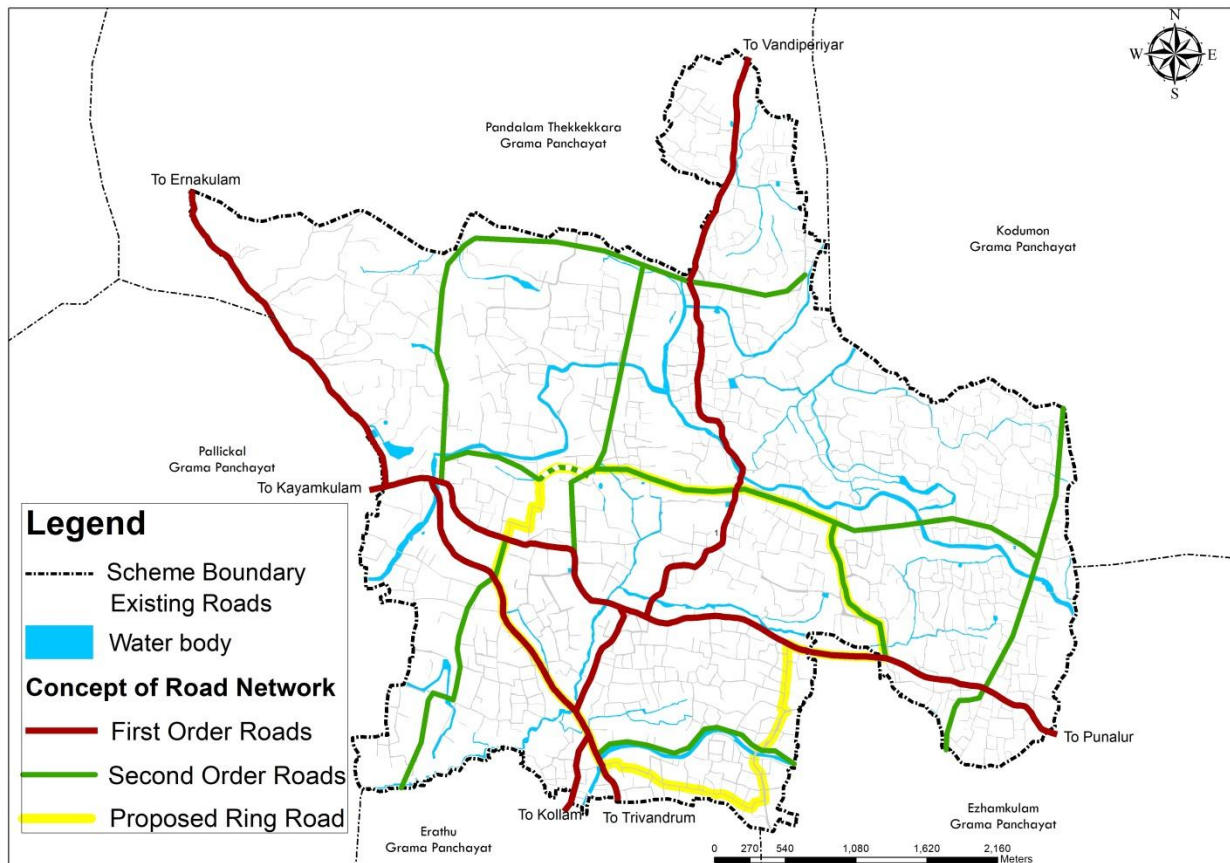 N
W E
S
To Vandiperiyar
Pandalam Thekkekkara
Grama Panchayat
To Ernakulam
Kodumon
Grama Panchayat
Pallickal
Grama Panchayat
To Kayamkulam
Legend
Scheme Boundary
Existing Roads
Water body
Concept of Road Network
First Order Roads
Second Order Roads
Proposed Ring Road
To Punalur
To Kollam
To Trivandrum
Erathu
Grama Panchayat
Ezhamkulam
Grama Panchayat
0 270 540 1,080 1,620 2,160
Meters